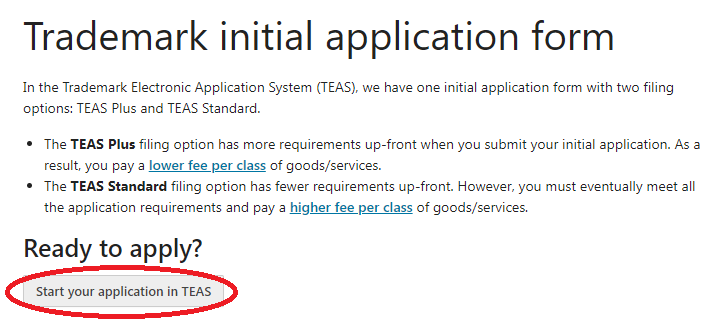 Trademark initial application form
In the Trademark Electronic Application System (TEAS), we have one initial application form with two filing
options: TEAS Plus and TEAS Standard.
• The TEAS Plus filing option has more requirements up-front when you submit your initial application. As a
result, you pay a lower fee per class of goods/services.
• The TEAS Standard filing option has fewer requirements up-front. However, you must eventually meet all
the application requirements and pay a higher fee per class of goods/services.
Ready to apply?
Start your application in TEAS